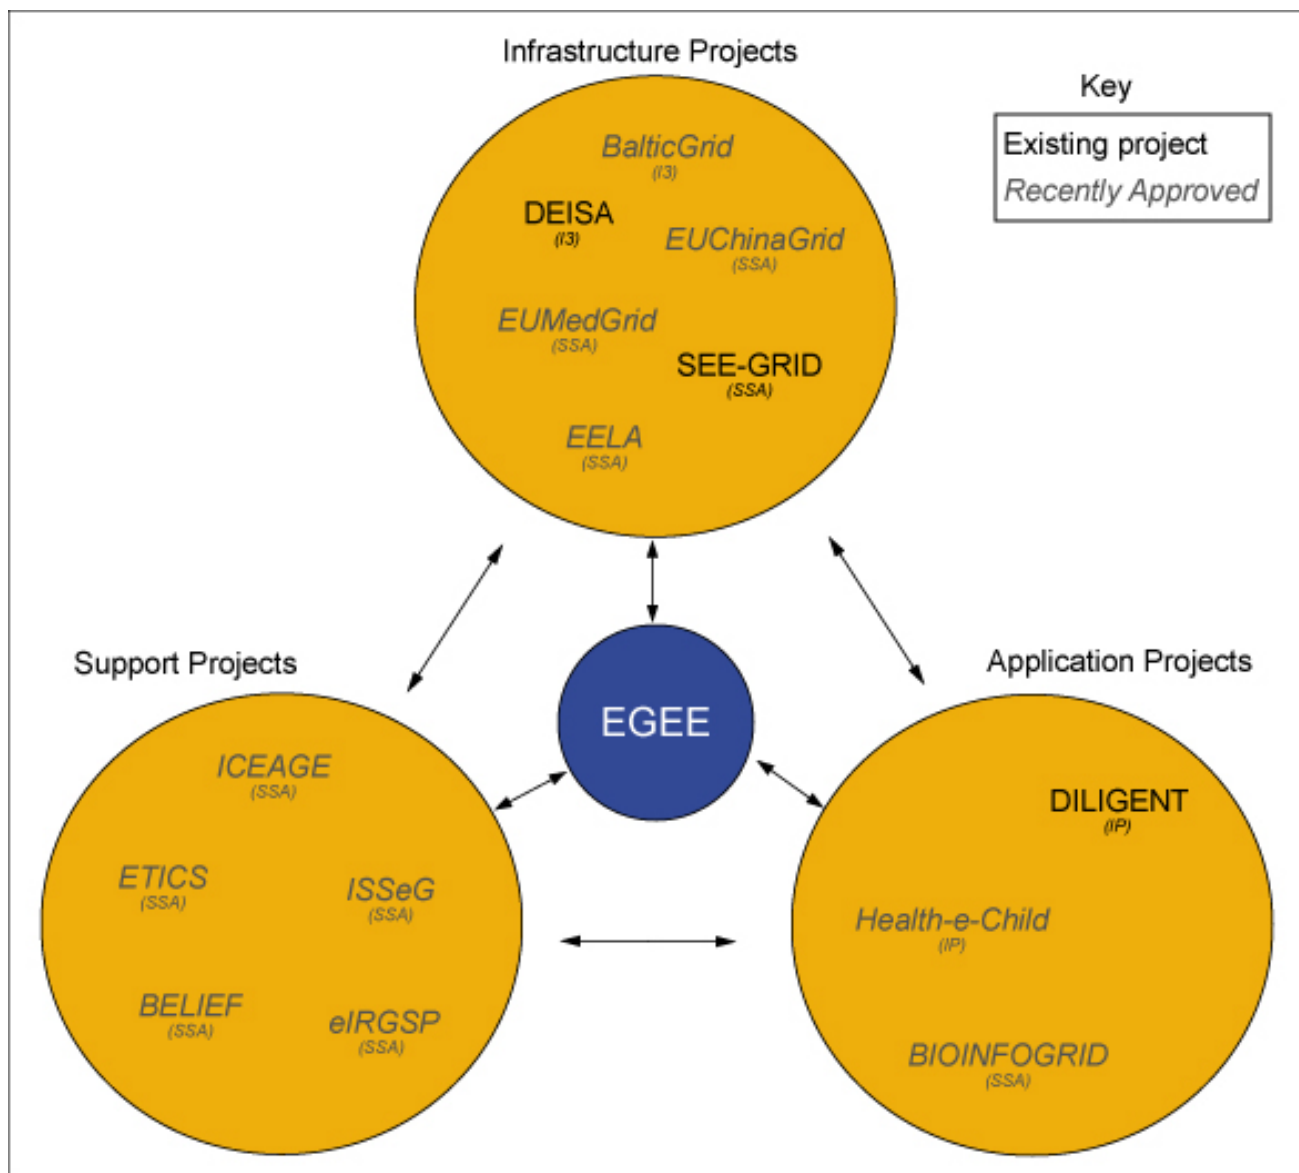 Infrastructure Projects
Key
Existing project
Recently Approved
BalticGrid
(I3)
DEISA
(I3)
EUChinaGrid
(SSA)
EUMedGrid
(SSA)
SEE-GRID
(SSA)
EELA
(SSA)
Support Projects
Application Projects
EGEE
ICEAGE
(SSA)
ETICS
(SSA)
ISSeG
(SSA)
BELIEF
(SSA)
eIRGSP
(SSA)
DILIGENT
(IP)
Health-e-Child
(IP)
BIOINFOGRID
(SSA)